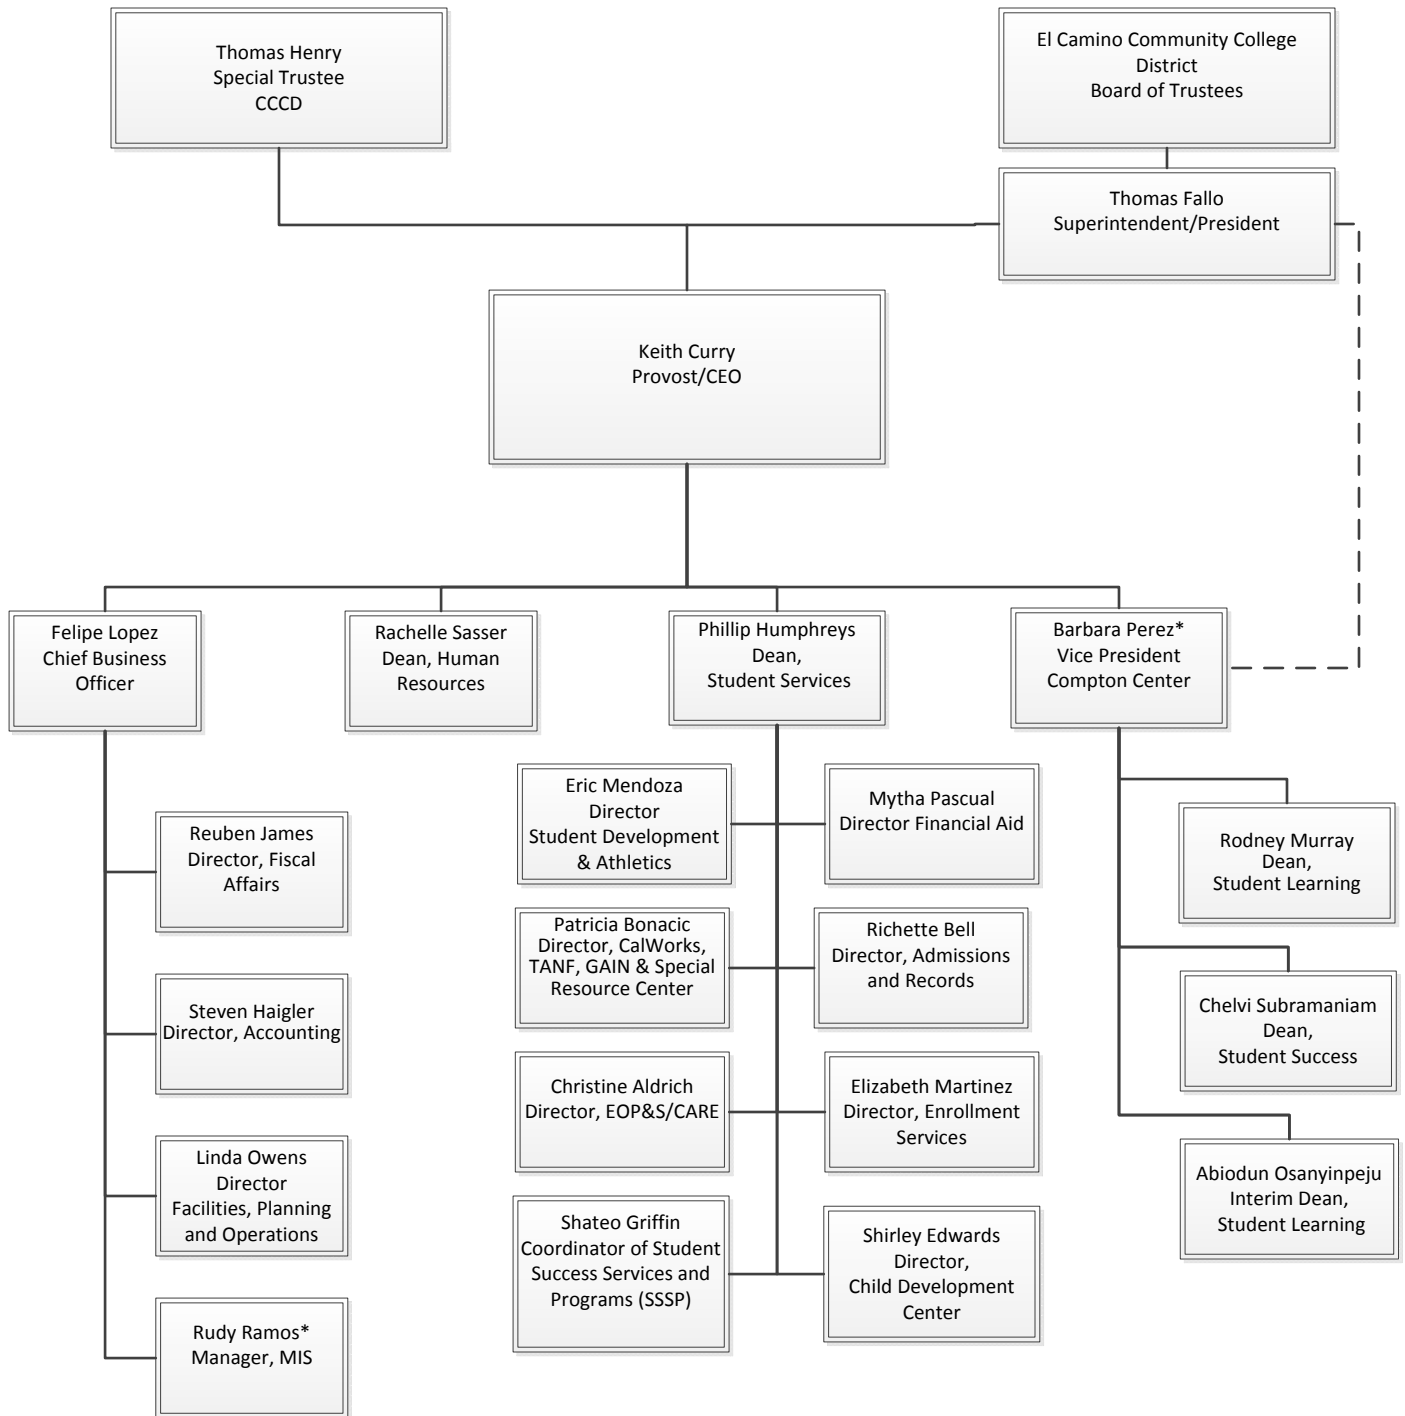 Thomas Henry
Special Trustee
CCCD
El Camino Community College
District
Board of Trustees
Thomas Fallo
Superintendent/President
Keith Curry
Provost/CEO
Felipe Lopez
Chief Business
Officer
Rachelle Sasser
Dean, Human
Resources
Phillip Humphreys
Dean,
Student Services
Barbara Perez*
Vice President
Compton Center
Reuben James
Director, Fiscal
Affairs
Steven Haigler
Director, Accounting
Linda Owens
Director
Facilities, Planning
and Operations
Rudy Ramos*
Manager, MIS
Eric Mendoza
Director
Student Development
& Athletics
Mytha Pascual
Director Financial Aid
Patricia Bonacic
Director, CalWorks,
TANF, GAIN & Special
Resource Center
Richette Bell
Director, Admissions
and Records
Christine Aldrich
Director, EOP&S/CARE
Elizabeth Martinez
Director, Enrollment
Services
Shateo Griffin
Coordinator of Student
Success Services and
Programs (SSSP)
Shirley Edwards
Director,
Child Development
Center
Rodney Murray
Dean,
Student Learning
Chelvi Subramaniam
Dean,
Student Success
Abiodun Osanyinpeju
Interim Dean,
Student Learning